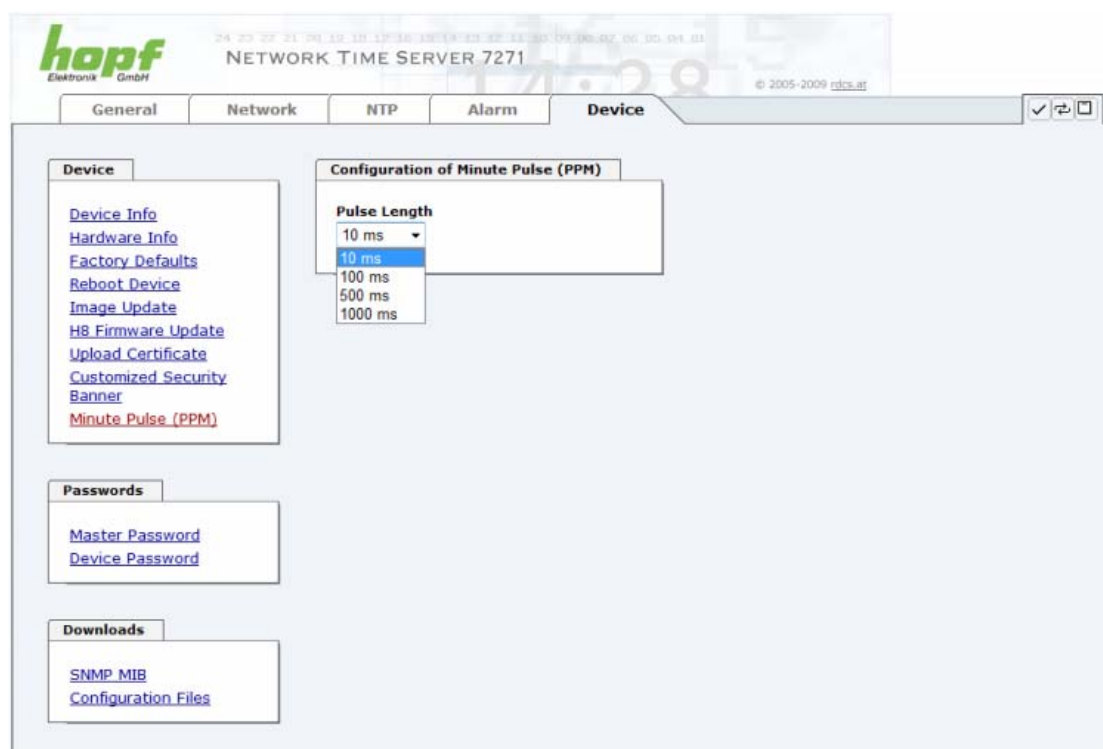 hopf
Elektronik GmbH
NETWORK TIME SERVER 7271
14:28
© 2005-2009 rdcs.at
General
Network
NTP
Alarm
Device
Device
Device Info
Hardware Info
Factory Defaults
Reboot Device
Image Update
H8 Firmware Update
Upload Certificate
Customized Security
Banner
Minute Pulse (PPM)
Configuration of Minute Pulse (PPM)
Pulse Length
10 ms
10 ms
100 ms
500 ms
1000 ms
Passwords
Master Password
Device Password
Downloads
SNMP MIB
Configuration Files